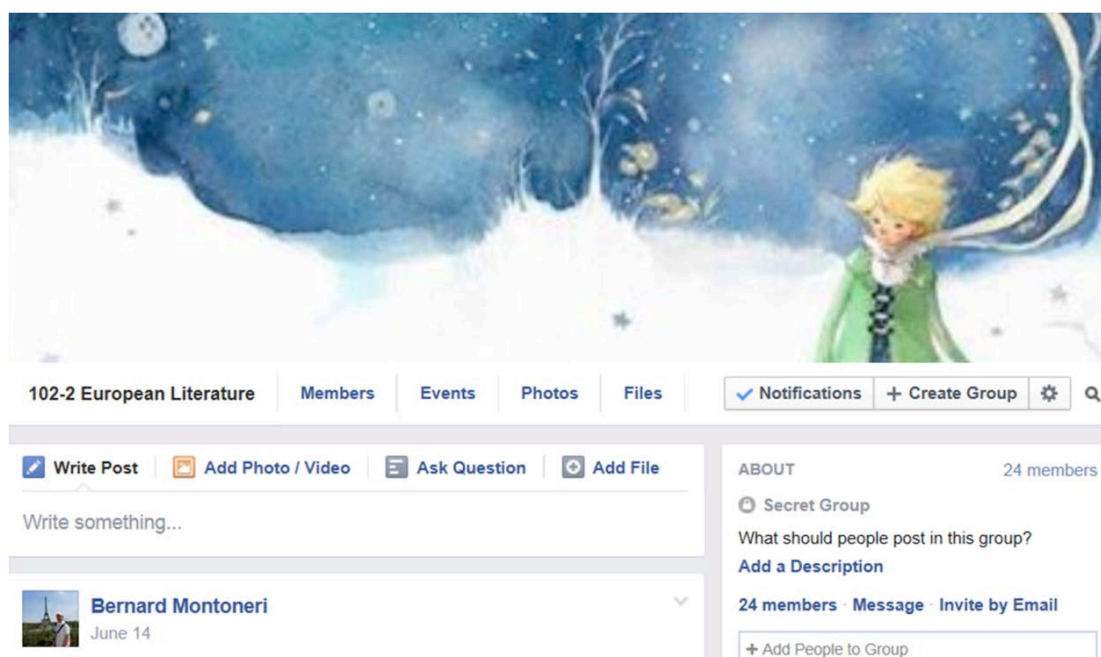 102-2 European Literature Members Events Photos Files Notifications + Create Group
Write Post Add Photo / Video Ask Question Add File
Write something...
Bernard Montoneri
June 14
ABOUT 24 members
Secret Group
What should people post in this group?
Add a Description
24 members · Message · Invite by Email
+ Add People to Group